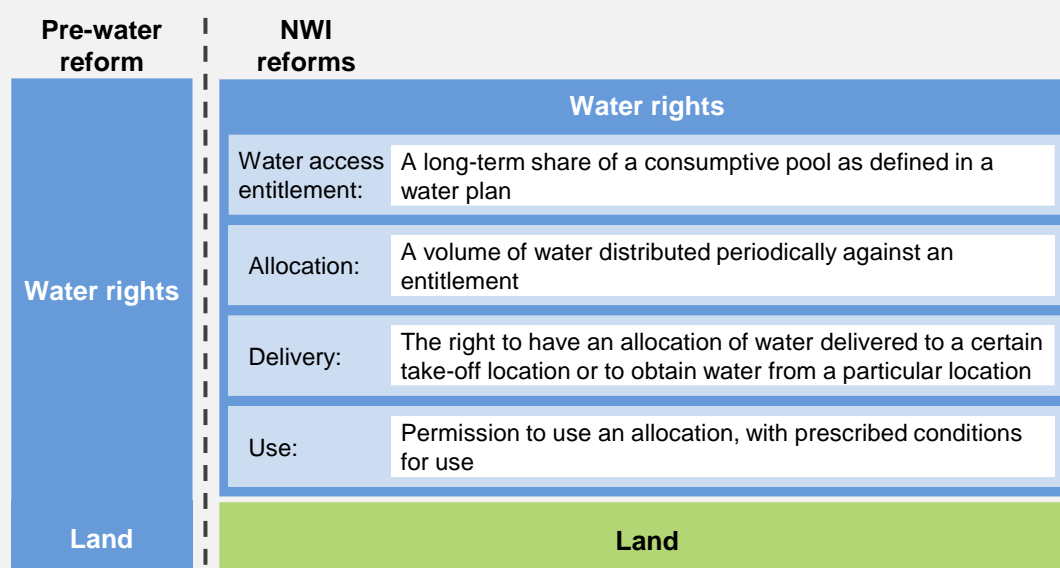 Pre-water
reform
Water rights
Land
NWI
reforms
Water rights
Water access
entitlement:
A long-term share of a consumptive pool as defined in a
water plan
Allocation:
A volume of water distributed periodically against an
entitlement
Delivery:
The right to have an allocation of water delivered to a certain
take-off location or to obtain water from a particular location
Use:
Permission to use an allocation, with prescribed conditions
for use
Land